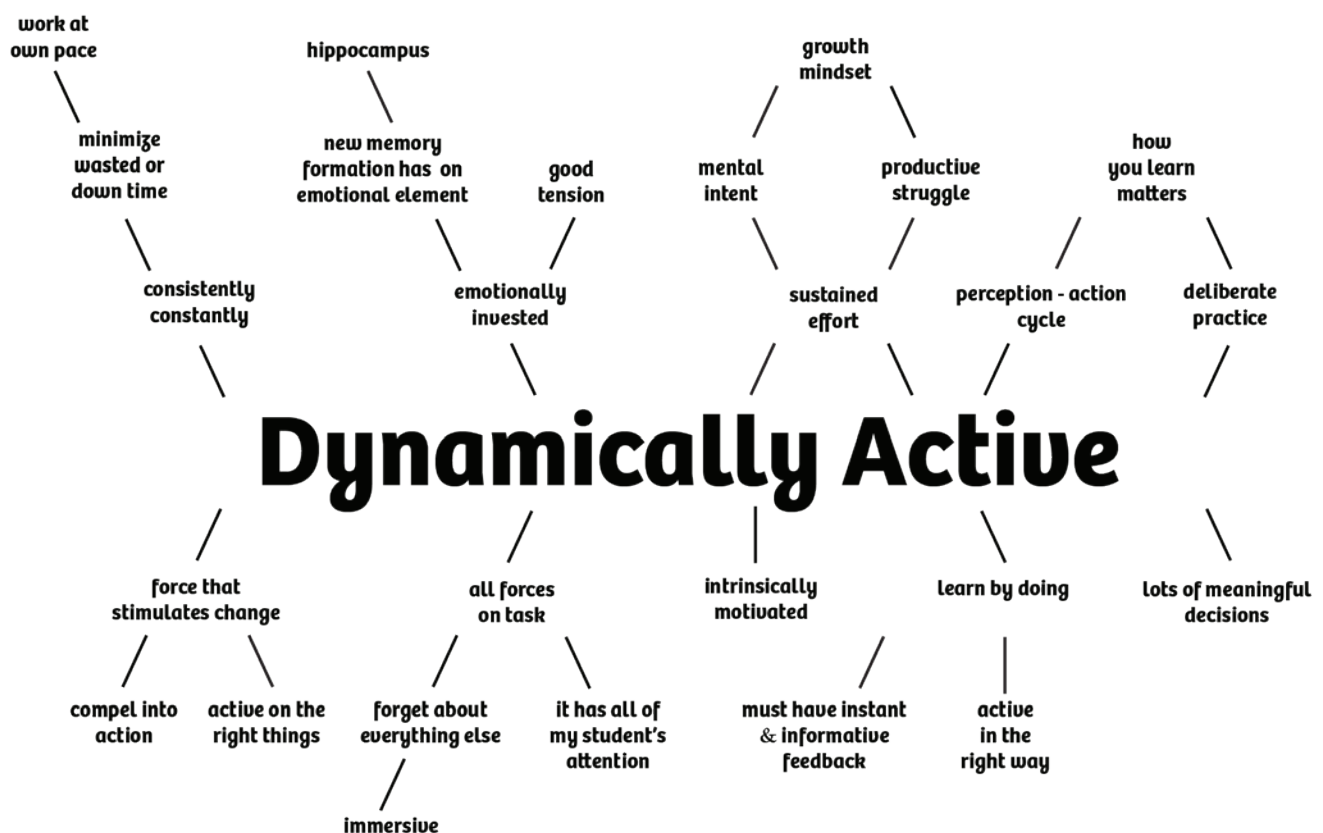 work at
own pace
hippocampus
growth
mindset
minimize
wasted or
down time
new memory
formation has on
emotional element
good
tension
mental
intent
productive
struggle
how
you learn
matters
consistently
constantly
emotionally
invested
sustained
effort
perception - action
cycle
deliberate
practice
Dynamically Active
force that
stimulates change
all forces
on task
intrinsically
motivated
learn by doing
lots of meaningful
decisions
compel into
action
active on the
right things
forget about
everything else
it has all of
my student's
attention
must have instant
& informative
feedback
active
in the
right way
immersive